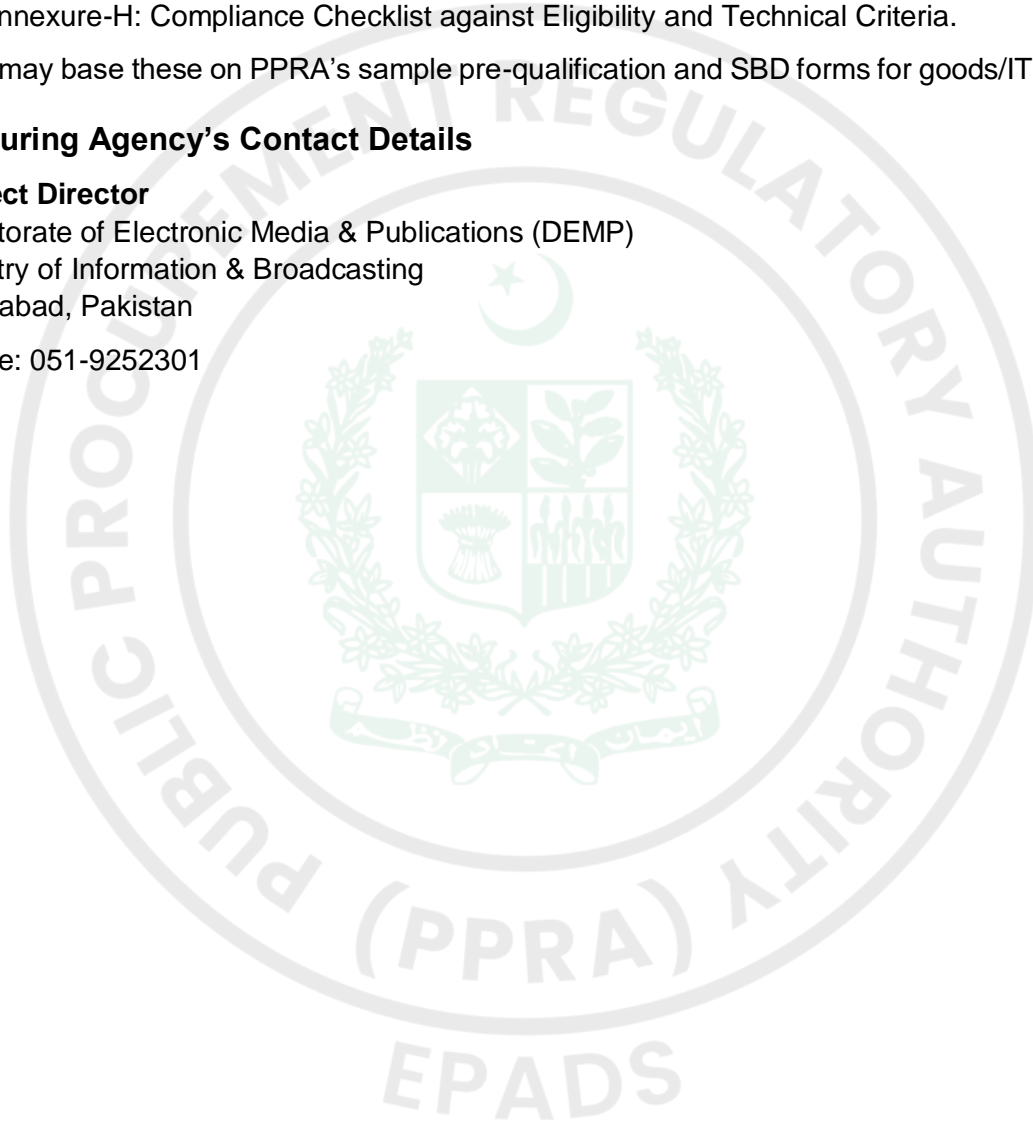 nnexure-H: Compliance Checklist against Eligibility and Technical Criteria.
may base these on PPRA’s sample pre-qualification and SBD forms for goods/IT
uring Agency’s Contact Details
ect Director
torate of Electronic Media & Publications (DEMP)
try of Information & Broadcasting
abad, Pakistan
e: 051-9252301
PUBLIC PROCUREMENT REGULATORY AUTHORITY
(PPRA)
EPADS